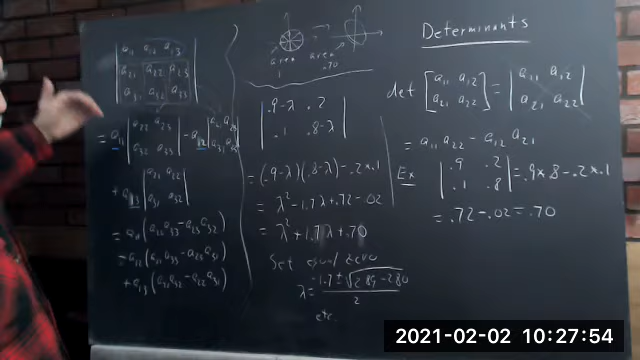 Determinants
det [a11 a12 a21 a22] = |a11 a12 a21 a22|
= a11 a22 - a12 a21
Ex |.9 .2 .1 .8| = .9×.8-.2×.1
= .72-.02=.70
area 1 → area .70
|.9-λ .2 .1 .8-λ|
= (.9-λ)(.8-λ)-.2×.1
= λ²-1.7λ+.72-.02
= λ²+1.7λ+.70
Set equal zero
λ= 1.7±√2.89-2.80 / 2
etc.
|a11 a12 a13 a21 a22 a23 a31 a32 a33|
= a11 |a22 a23 a32 a33| - a12 |a21 a23 a31 a33|
+ a13 |a21 a22 a31 a32|
= a11(a22a33-a23a32)
-a12(a21a33-a23a31)
+ a13(a21a32-a22a31)
2021-02-02 10:27:54